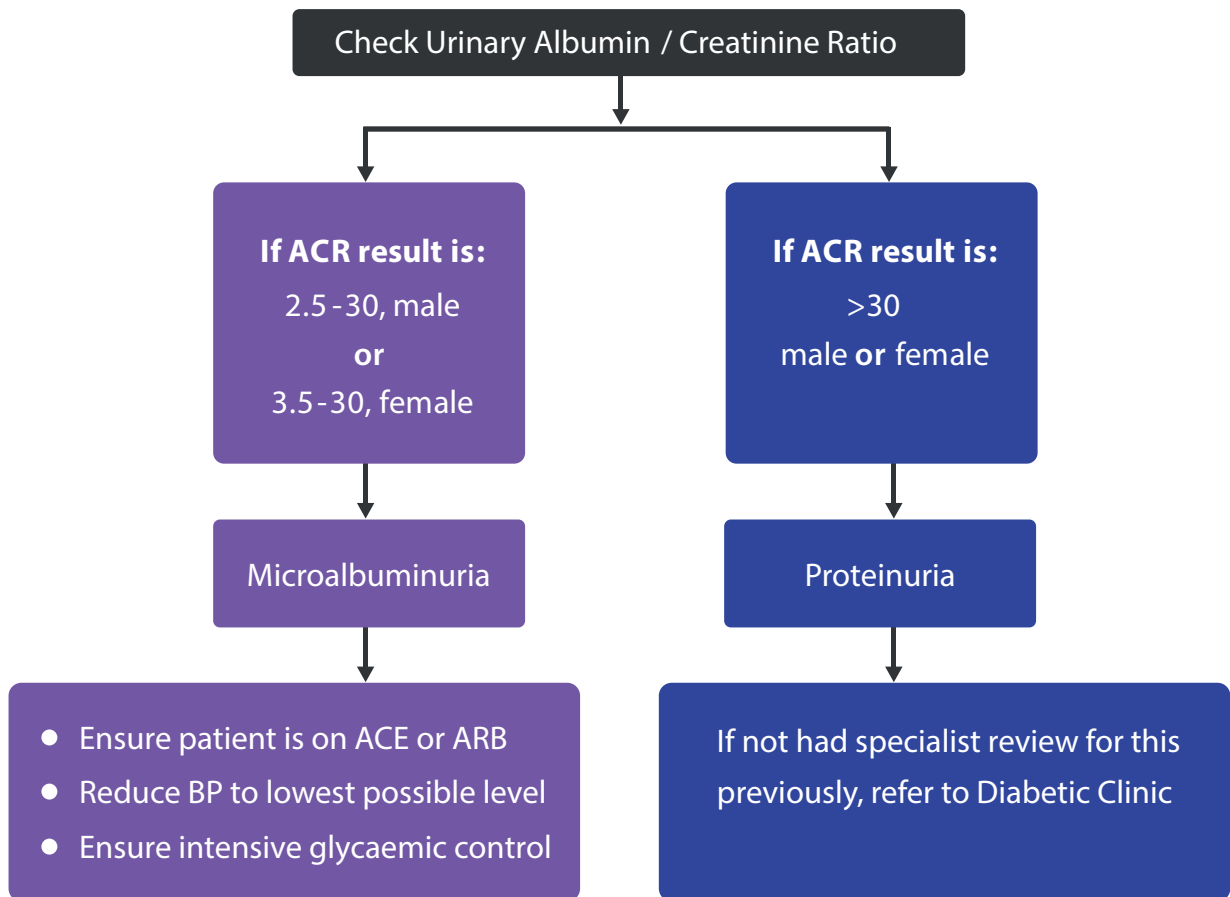 Check Urinary Albumin / Creatinine Ratio
If ACR result is:
2.5-30, male
or
3.5-30, female
If ACR result is:
>30
male or female
Microalbuminuria
Proteinuria
● Ensure patient is on ACE or ARB
● Reduce BP to lowest possible level
● Ensure intensive glycaemic control
If not had specialist review for this
previously, refer to Diabetic Clinic